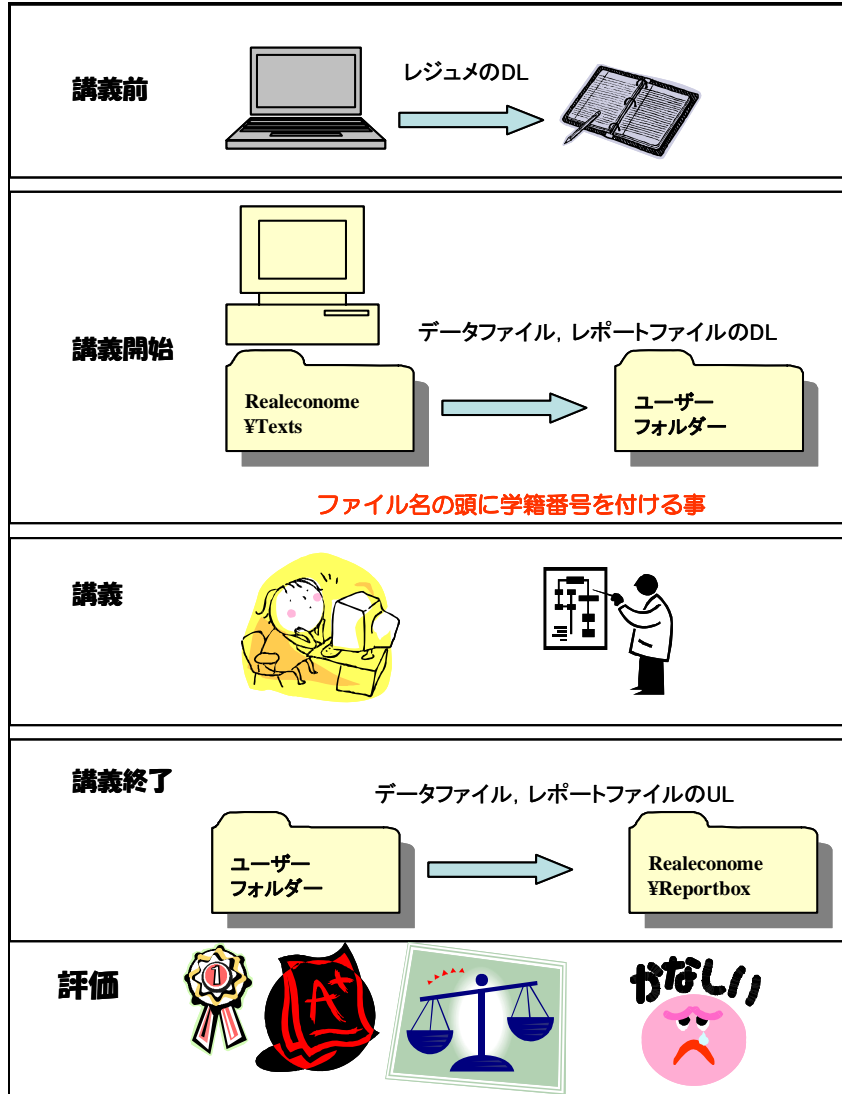 講義前
レジュメのDL
講義開始
データファイル, レポートファイルのDL
Realeconome
¥Texts
ユーザー
フォルダー
ファイル名の頭に学籍番号を付ける事
講義
講義終了
データファイル, レポートファイルのUL
ユーザー
フォルダー
Realeconome
¥Reportbox
評価
1
A+
かなしい